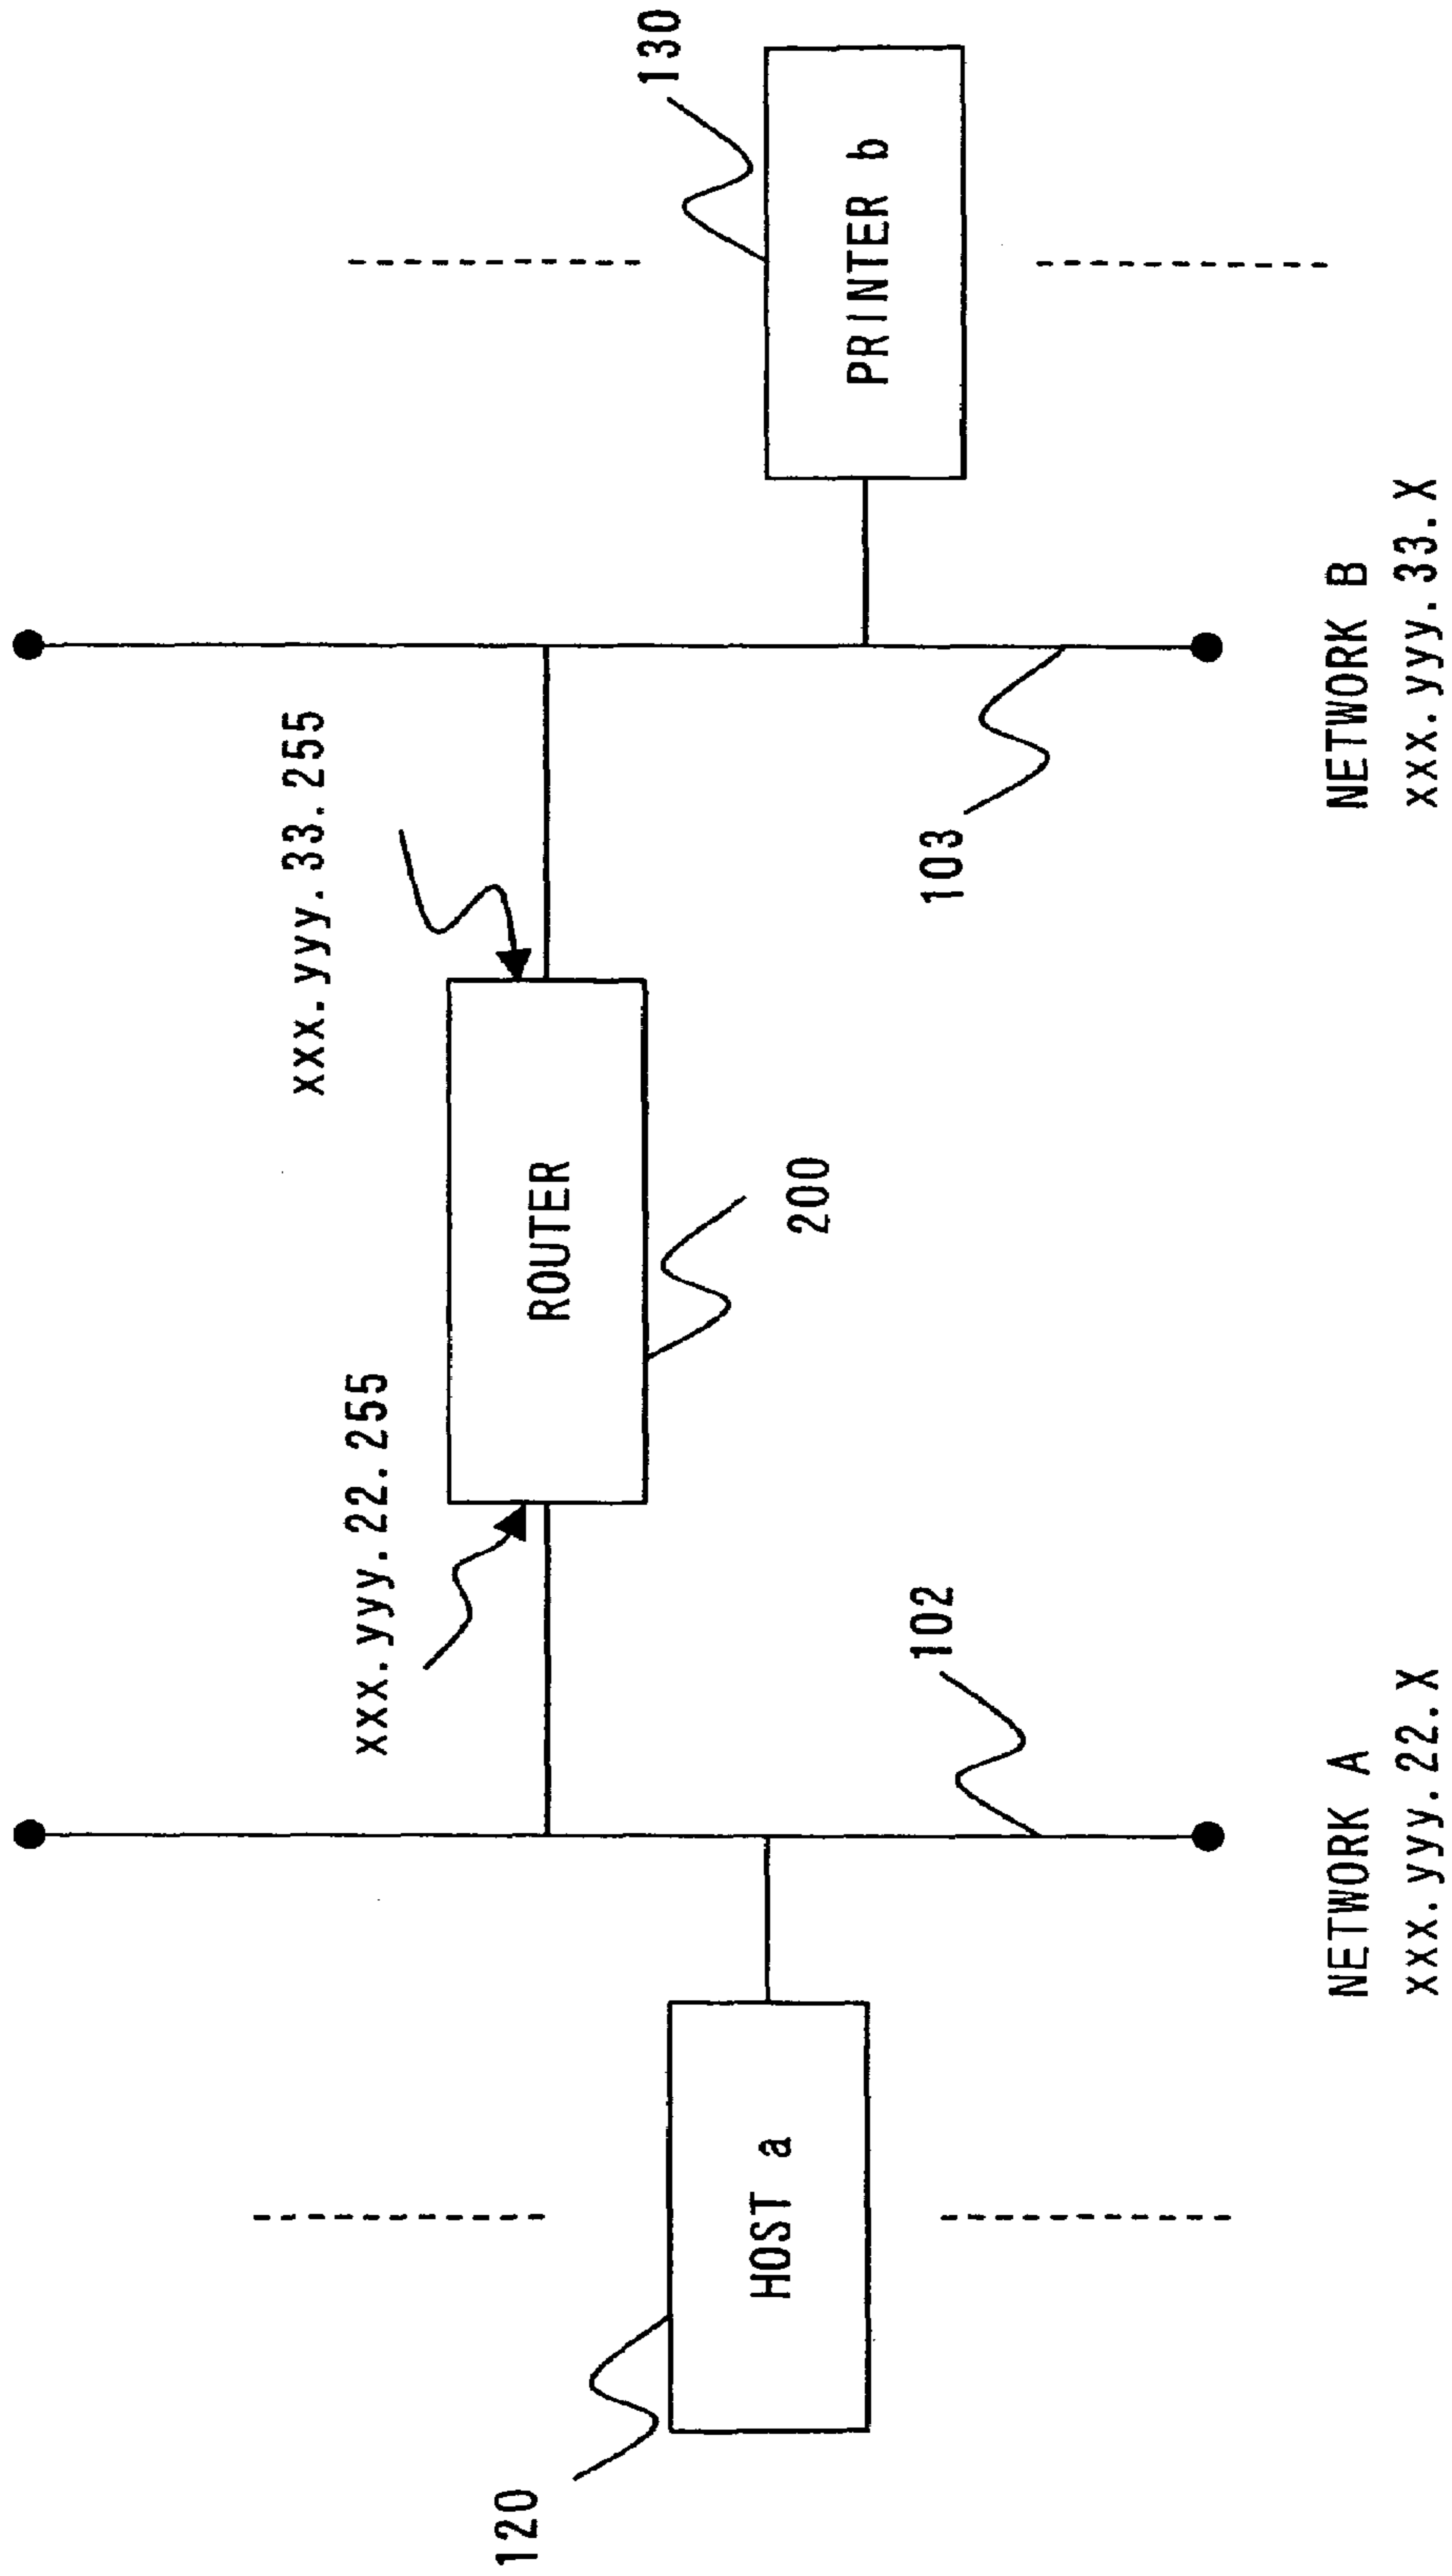 xxx.yyy.22.255
xxx.yyy.33.255
130
ROUTER
200
HOST a
PRINTER b
120
102
103
NETWORK A
xxx.yyy.22.X
NETWORK B
xxx.yyy.33.X